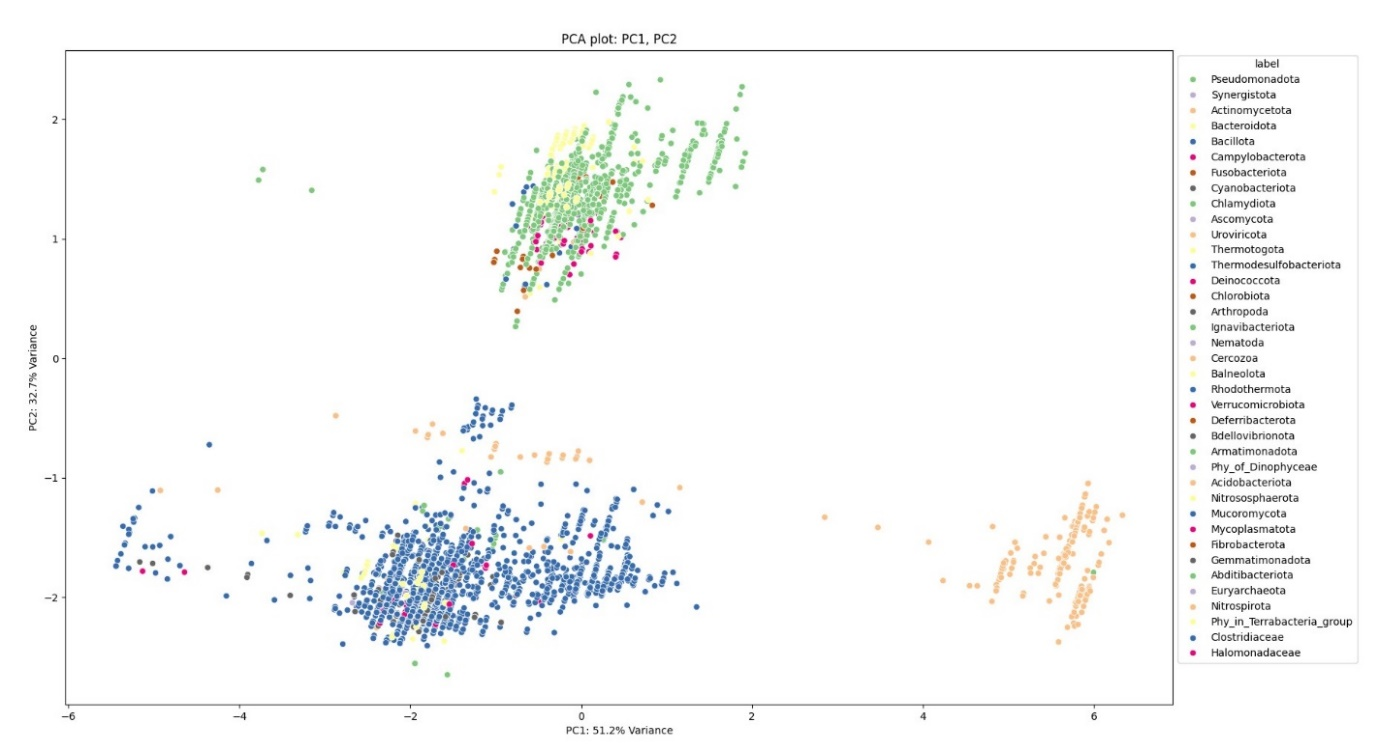 PCA plot: PC1, PC2
label
Pseudomonadota
Synergistota
Actinomycetota
Bacteroidota
Bacillota
Campylobacterota
Fusobacteriota
Cyanobacteriota
Chlamydiota
Ascomycota
Uroviricota
Thermotogota
Thermodesulfobacteriota
Deinococcota
Chlorobiota
Arthropoda
Ignavibacteriota
Nematoda
Cercozoa
Balneolota
Rhodothermota
Verrucomicrobiota
Deferribacterota
Bdellovibrionota
Armatimonadota
Phy_of_Dinophyceae
Acidobacteriota
Nitrososphaerota
Mucoromycota
Mycoplasmatota
Fibrobacterota
Gemmatimonadota
Abditibacteriota
Euryarchaeota
Nitrospirota
Phy_in_Terrabacteria_group
Clostridiaceae
Halomonadaceae
PC2: 32.7% Variance
2
1
0
−1
−2
−6
−4
−2
0
2
4
6
PC1: 51.2% Variance